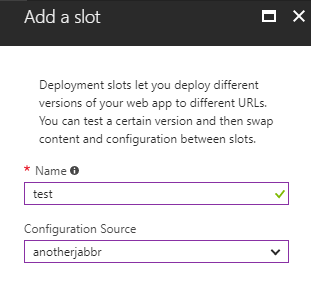 Add a slot
Deployment slots let you deploy different
versions of your web app to different URLs.
You can test a certain version and then swap
content and configuration between slots.
* Name
test
Configuration Source
anotherjabbr